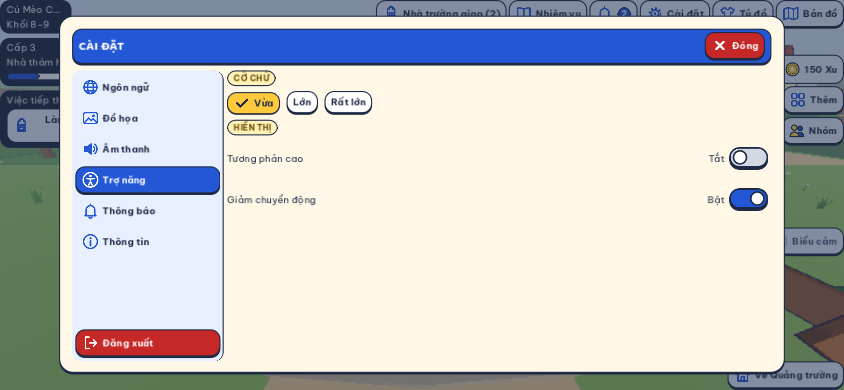 Cú Mèo C...
Khối 8-9
Nhà trường giao (2)
Nhiệm vụ
2
Cài đặt
Tủ đồ
Bản đồ
Cấp 3
Nhà thám h
Việc tiếp th
Làn
CÀI ĐẶT
Đóng
Ngôn ngữ
Đồ họa
Âm thanh
Trợ năng
Thông báo
Thông tin
Đăng xuất
CỠ CHỮ
Vừa
Lớn
Rất lớn
HIỂN THỊ
Tương phản cao
Tắt
Giảm chuyển động
Bật
150 Xu
Thêm
Nhóm
Biểu cảm
Về Quảng trường